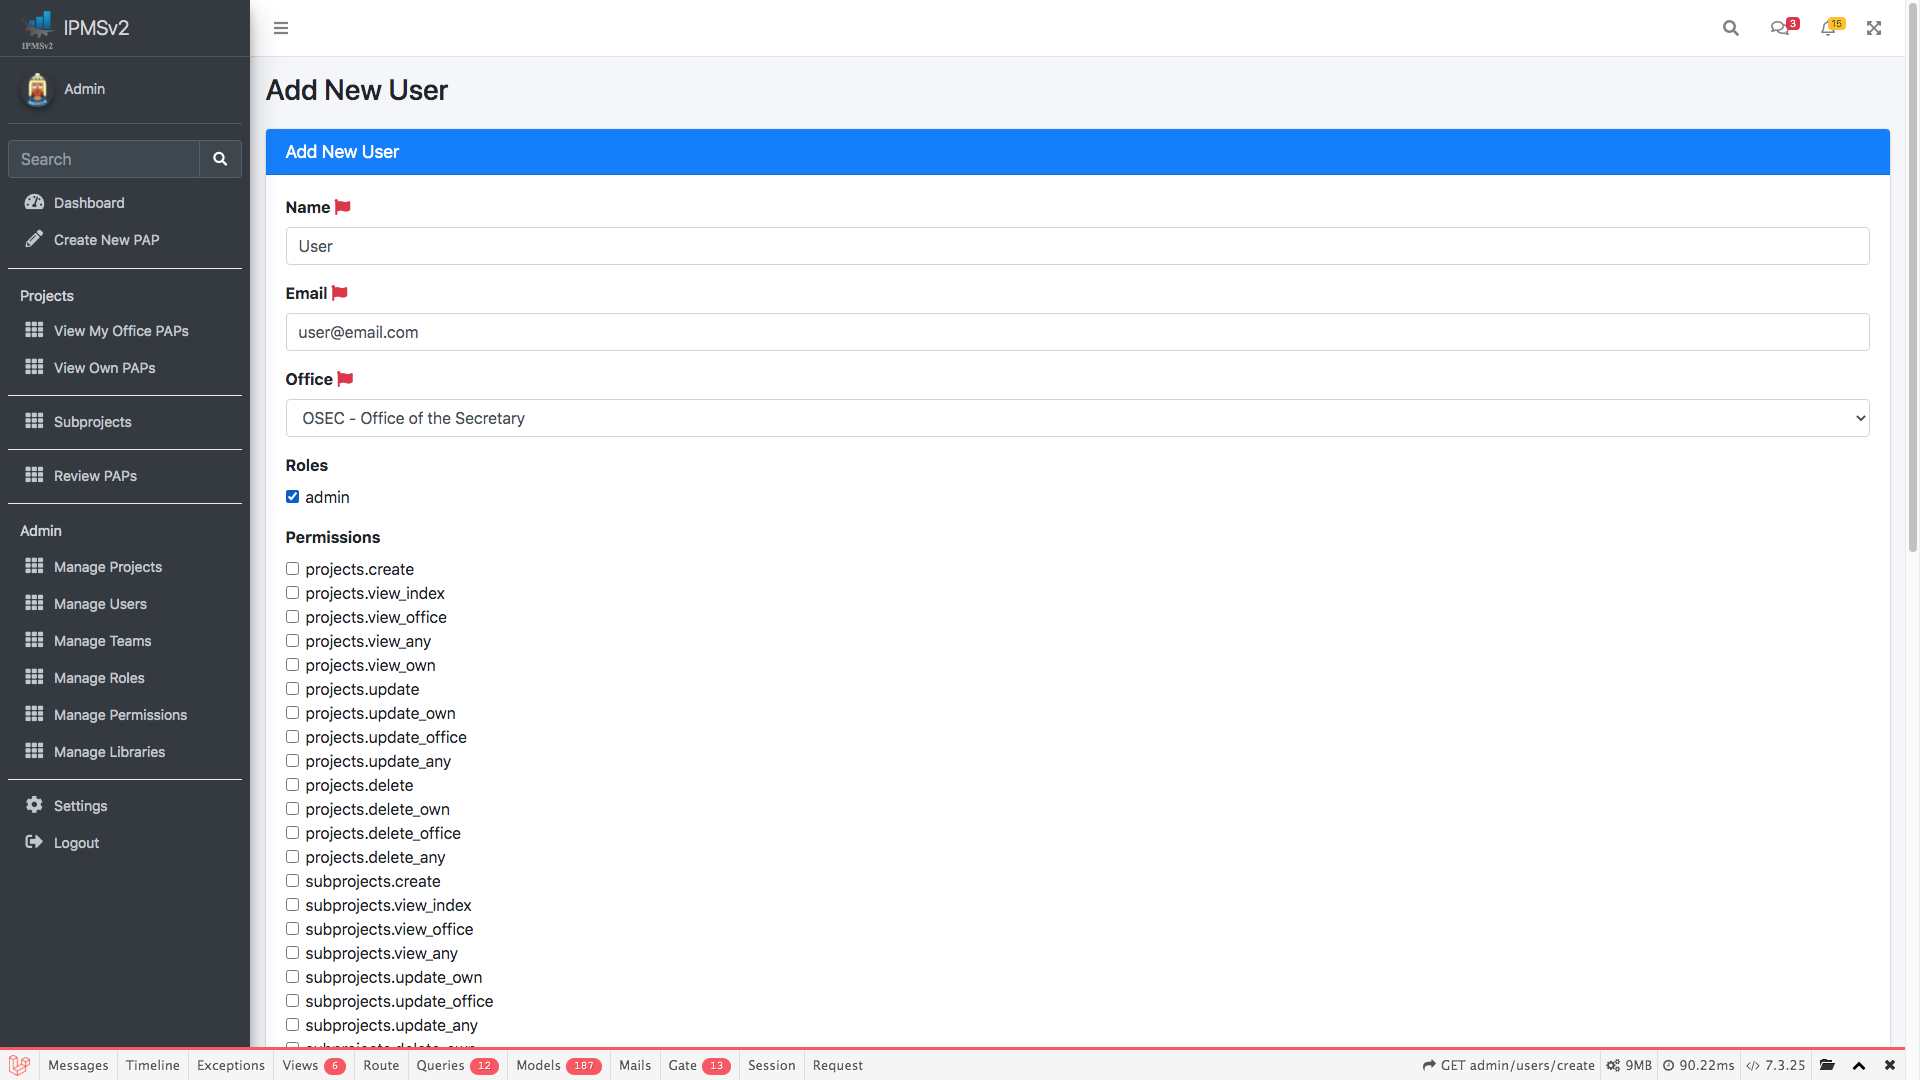 IPMSv2
IPMSv2
3
15
Admin
Add New User
Search
Add New User
Dashboard
Create New PAP
Name
User
Email
user@email.com
Projects
View My Office PAPs
View Own PAPs
Office
OSEC - Office of the Secretary
Subprojects
Review PAPs
Roles
admin
Admin
Manage Projects
Manage Users
Manage Teams
Manage Roles
Manage Permissions
Manage Libraries
Settings
Logout
Permissions
projects.create
projects.view_index
projects.view_office
projects.view_any
projects.view_own
projects.update
projects.update_own
projects.update_office
projects.update_any
projects.delete
projects.delete_own
projects.delete_office
projects.delete_any
subprojects.create
subprojects.view_index
subprojects.view_office
subprojects.view_any
subprojects.update_own
subprojects.update_office
subprojects.update_any
Messages Timeline Exceptions Views 6 Route Queries 12 Models 187 Mails Gate 13 Session Request GET admin/users/create 9MB 90.22ms 7.3.25